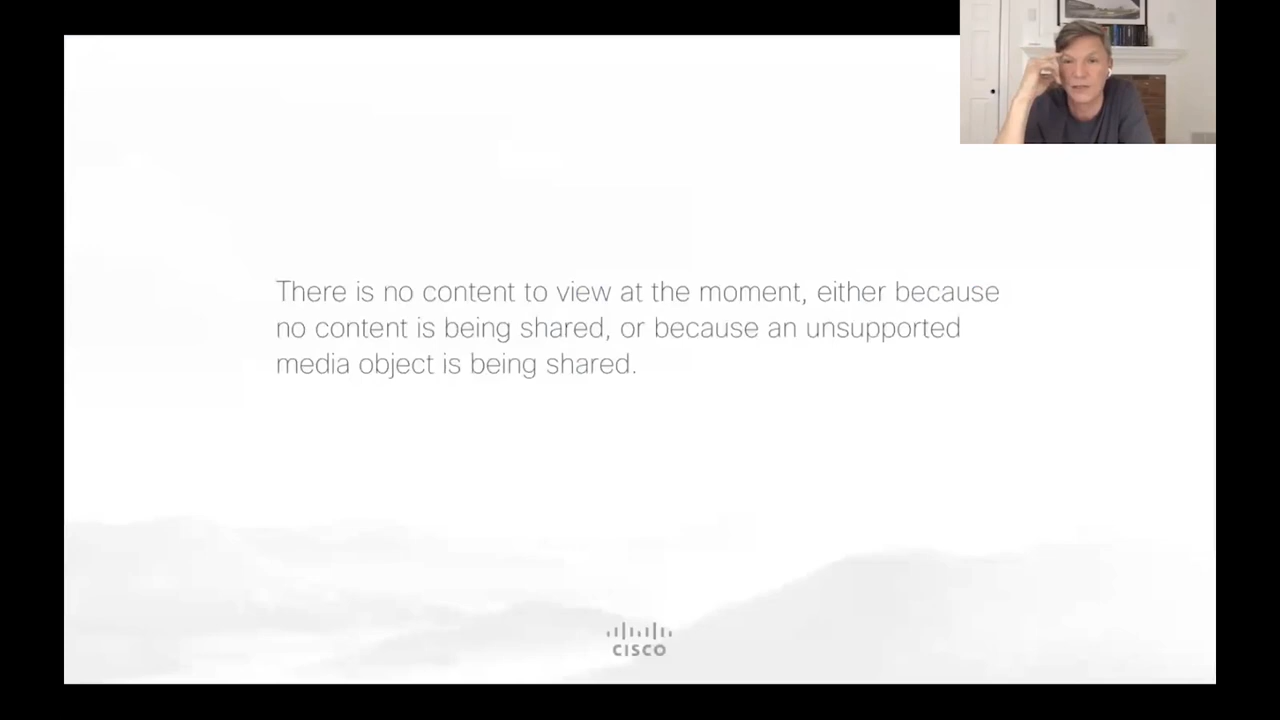 There is no content to view at the moment, either because
no content is being shared, or because an unsupported
media object is being shared.
CISCO